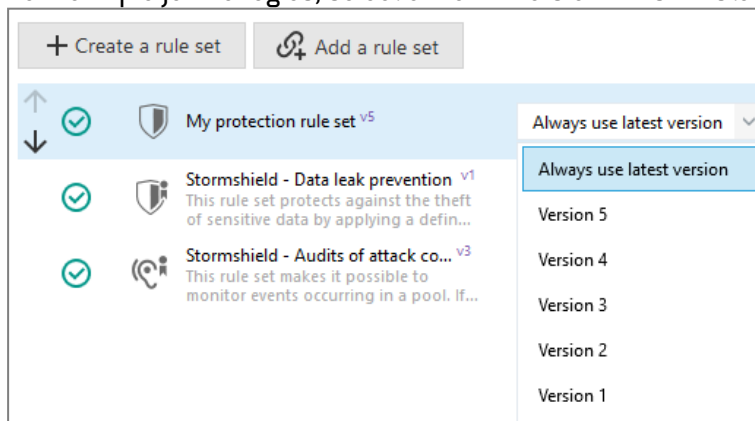 + Create a rule set
Add a rule set
My protection rule set v5
Always use latest version
Always use latest version
Stormshield - Data leak prevention v1
This rule set protects against the theft
of sensitive data by applying a defin...
Version 5
Stormshield - Audits of attack co... v3
This rule set makes it possible to
monitor events occurring in a pool. If...
Version 4
Version 3
Version 2
Version 1